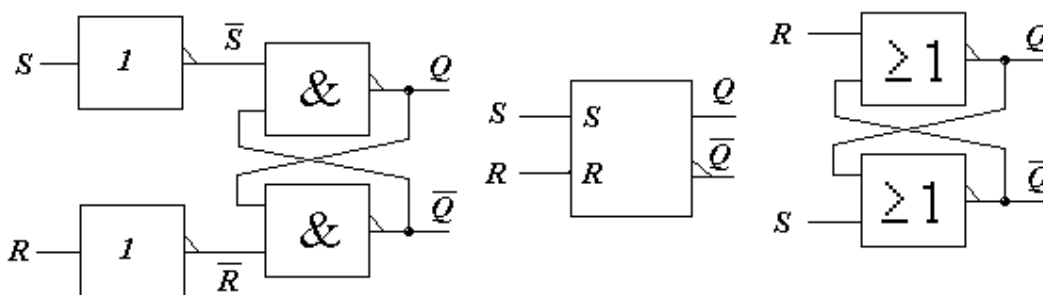 S 1 S̅ & Q
R 1 R̅ & Q̅
S S Q
R R Q̅
R ≥1 Q
S ≥1 Q̅